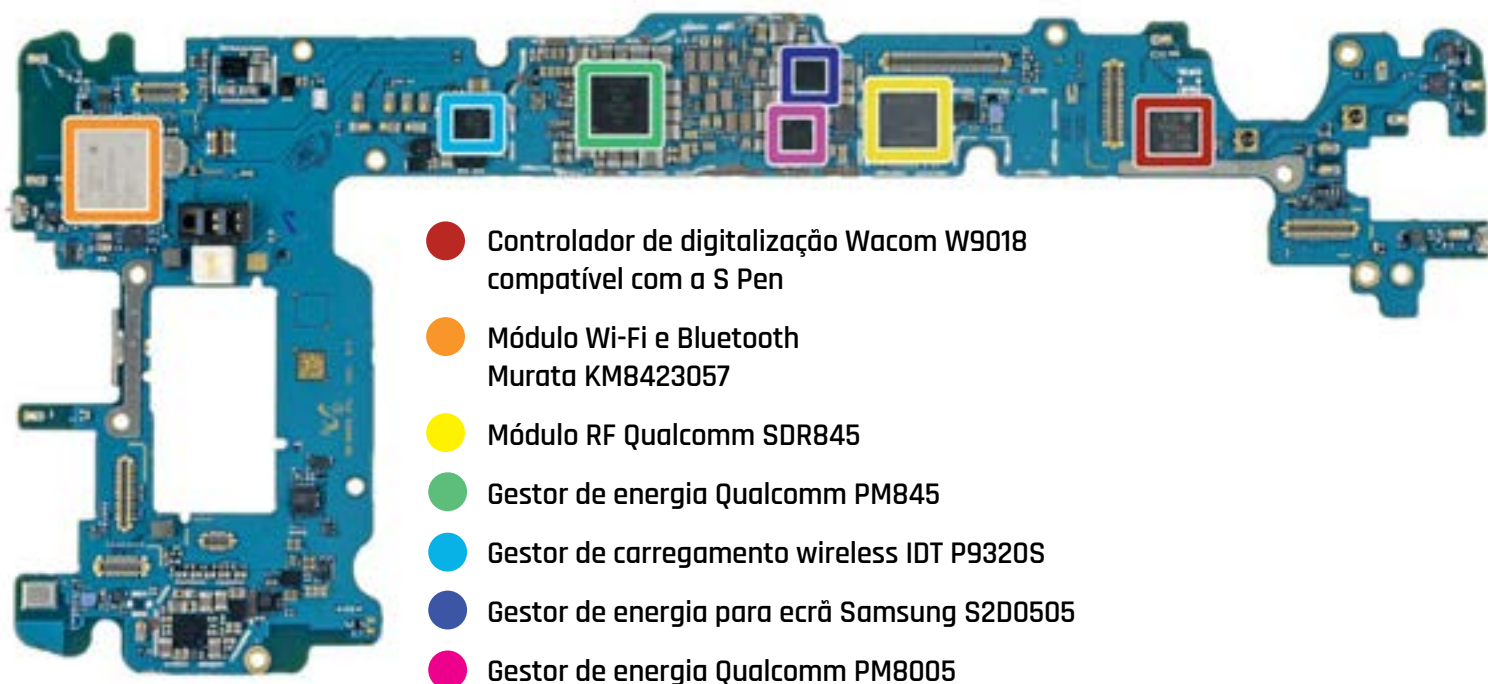 Controlador de digitalização Wacom W9018
compatível com a S Pen
Módulo Wi-Fi e Bluetooth
Murata KM8423057
Módulo RF Qualcomm SDR845
Gestor de energia Qualcomm PM845
Gestor de carregamento wireless IDT P9320S
Gestor de energia para ecrã Samsung S2D0505
Gestor de energia Qualcomm PM8005